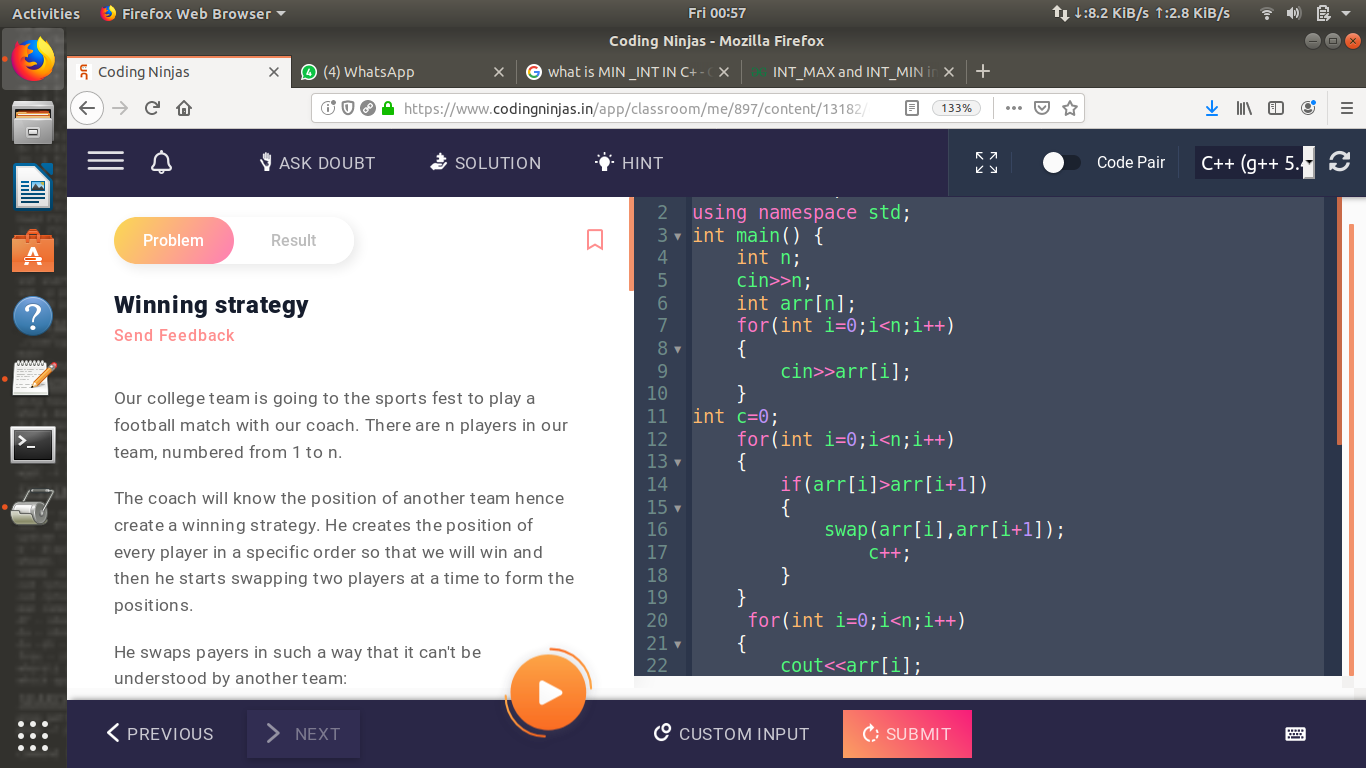 Activities Firefox Web Browser Fri 00:57 ↓:8.2 KiB/s ↑:2.8 KiB/s
Coding Ninjas - Mozilla Firefox
Coding Ninjas (4) WhatsApp what is MIN _INT IN C++ - INT_MAX and INT_MIN in
https://www.codingninjas.in/app/classroom/me/897/content/13182/ 133%
ASK DOUBT SOLUTION HINT Code Pair C++ (g++ 5.
Problem Result
Winning strategy
Send Feedback
Our college team is going to the sports fest to play a
football match with our coach. There are n players in our
team, numbered from 1 to n.
The coach will know the position of another team hence
create a winning strategy. He creates the position of
every player in a specific order so that we will win and
then he starts swapping two players at a time to form the
positions.
He swaps payers in such a way that it can't be
understood by another team:
2 using namespace std;
3 int main() {
4 int n;
5 cin>>n;
6 int arr[n];
7 for(int i=0;i<n;i++)
8 {
9 cin>>arr[i];
10 }
11 int c=0;
12 for(int i=0;i<n;i++)
13 {
14 if(arr[i]>arr[i+1])
15 {
16 swap(arr[i],arr[i+1]);
17 c++;
18 }
19 }
20 for(int i=0;i<n;i++)
21 {
22 cout<<arr[i];
PREVIOUS NEXT CUSTOM INPUT SUBMIT